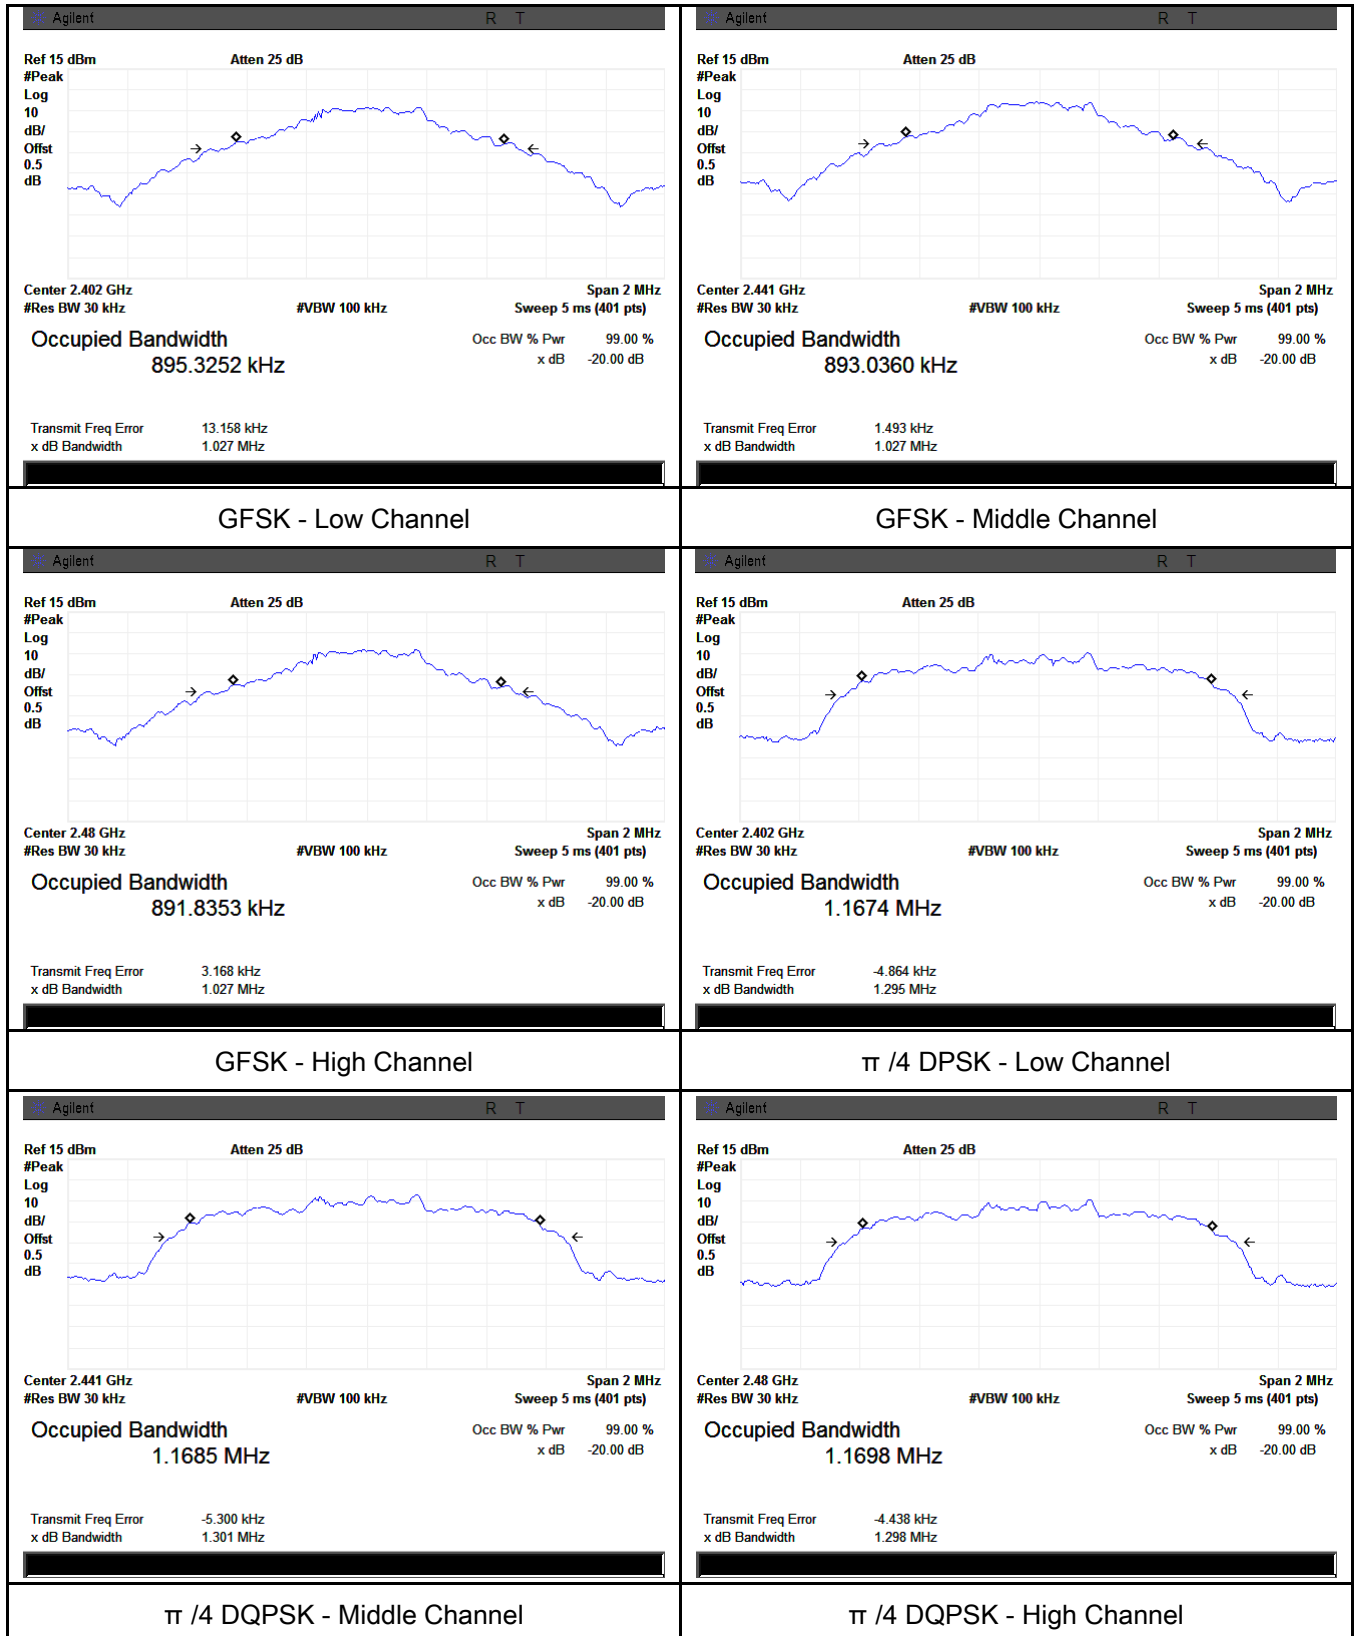 Agilent R T
Ref 15 dBm Atten 25 dB
#Peak
Log
10
dB/
Offst
0.5
dB
Center 2.402 GHz Span 2 MHz
#Res BW 30 kHz #VBW 100 kHz Sweep 5 ms (401 pts)
Occupied Bandwidth Occ BW % Pwr 99.00 %
895.3252 kHz x dB -20.00 dB
Transmit Freq Error 13.158 kHz
x dB Bandwidth 1.027 MHz
GFSK - Low Channel
Agilent R T
Ref 15 dBm Atten 25 dB
#Peak
Log
10
dB/
Offst
0.5
dB
Center 2.441 GHz Span 2 MHz
#Res BW 30 kHz #VBW 100 kHz Sweep 5 ms (401 pts)
Occupied Bandwidth Occ BW % Pwr 99.00 %
893.0360 kHz x dB -20.00 dB
Transmit Freq Error 1.493 kHz
x dB Bandwidth 1.027 MHz
GFSK - Middle Channel
Agilent R T
Ref 15 dBm Atten 25 dB
#Peak
Log
10
dB/
Offst
0.5
dB
Center 2.48 GHz Span 2 MHz
#Res BW 30 kHz #VBW 100 kHz Sweep 5 ms (401 pts)
Occupied Bandwidth Occ BW % Pwr 99.00 %
891.8353 kHz x dB -20.00 dB
Transmit Freq Error 3.168 kHz
x dB Bandwidth 1.027 MHz
GFSK - High Channel
Agilent R T
Ref 15 dBm Atten 25 dB
#Peak
Log
10
dB/
Offst
0.5
dB
Center 2.402 GHz Span 2 MHz
#Res BW 30 kHz #VBW 100 kHz Sweep 5 ms (401 pts)
Occupied Bandwidth Occ BW % Pwr 99.00 %
1.1674 MHz x dB -20.00 dB
Transmit Freq Error -4.864 kHz
x dB Bandwidth 1.295 MHz
π /4 DPSK - Low Channel
Agilent R T
Ref 15 dBm Atten 25 dB
#Peak
Log
10
dB/
Offst
0.5
dB
Center 2.441 GHz Span 2 MHz
#Res BW 30 kHz #VBW 100 kHz Sweep 5 ms (401 pts)
Occupied Bandwidth Occ BW % Pwr 99.00 %
1.1685 MHz x dB -20.00 dB
Transmit Freq Error -5.300 kHz
x dB Bandwidth 1.301 MHz
π /4 DQPSK - Middle Channel
Agilent R T
Ref 15 dBm Atten 25 dB
#Peak
Log
10
dB/
Offst
0.5
dB
Center 2.48 GHz Span 2 MHz
#Res BW 30 kHz #VBW 100 kHz Sweep 5 ms (401 pts)
Occupied Bandwidth Occ BW % Pwr 99.00 %
1.1698 MHz x dB -20.00 dB
Transmit Freq Error -4.438 kHz
x dB Bandwidth 1.298 MHz
π /4 DQPSK - High Channel